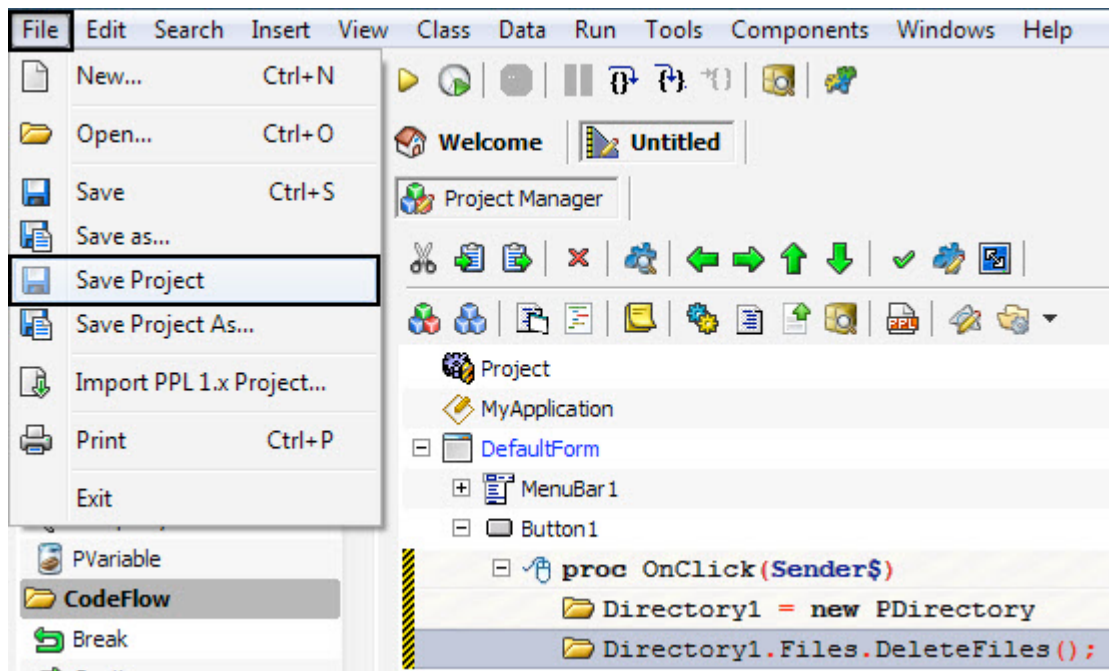 File Edit Search Insert View Class Data Run Tools Components Windows Help
New... Ctrl+N
Open... Ctrl+O
Save Ctrl+S
Save as...
Save Project
Save Project As...
Import PPL 1.x Project...
Print Ctrl+P
Exit
PVariable
CodeFlow
Break
Welcome Untitled
Project Manager
PPL
Project
MyApplication
DefaultForm
MenuBar1
Button1
proc OnClick(Sender$)
Directory1 = new PDirectory
Directory1.Files.DeleteFiles();